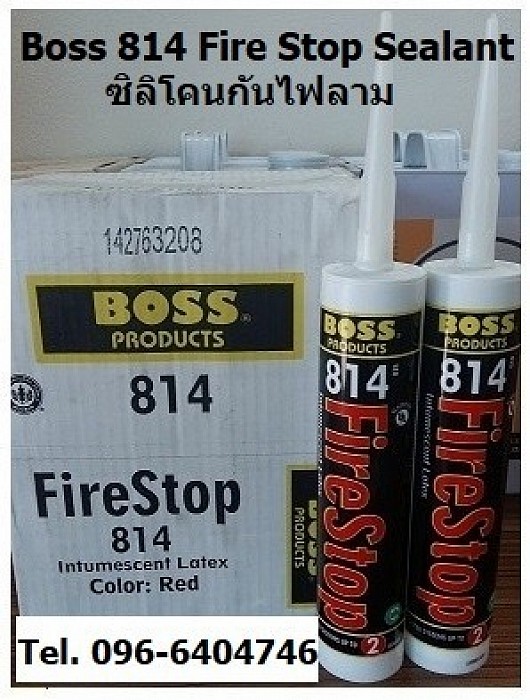 Boss 814 Fire Stop Sealant
ซิลิโคนกันไฟลาม
142763208
BOSS®
PRODUCTS
814
FireStop
814
Intumescent Latex
Color: Red
BOSS
PRODUCTS
BOSS®
PRODUCTS
814
Intumescent Latex
FireStop
2
BOSS®
PRODUCTS
814
Intumescent Latex
FireStop
2
Tel. 096-6404746